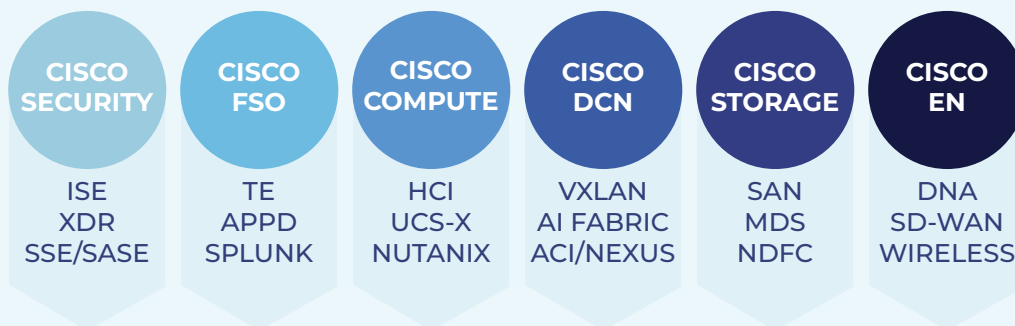 CISCO
SECURITY
ISE
XDR
SSE/SASE
CISCO
FSO
TE
APPD
SPLUNK
CISCO
COMPUTE
HCI
UCS-X
NUTANIX
CISCO
DCN
VXLAN
AI FABRIC
ACI/NEXUS
CISCO
STORAGE
SAN
MDS
NDFC
CISCO
EN
DNA
SD-WAN
WIRELESS